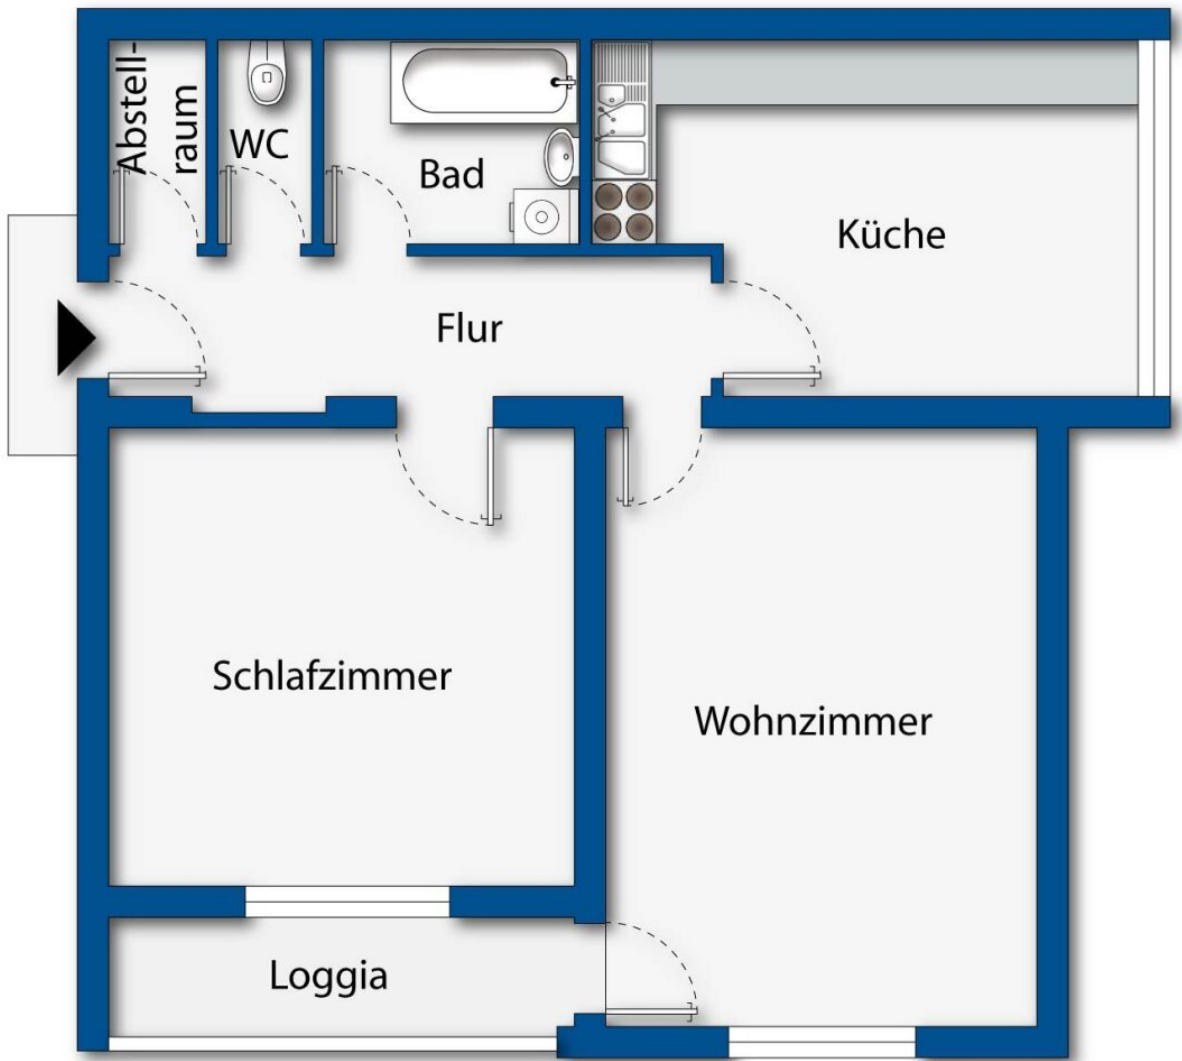 Abstell-
raum
WC
Bad
Küche
Flur
Schlafzimmer
Wohnzimmer
Loggia